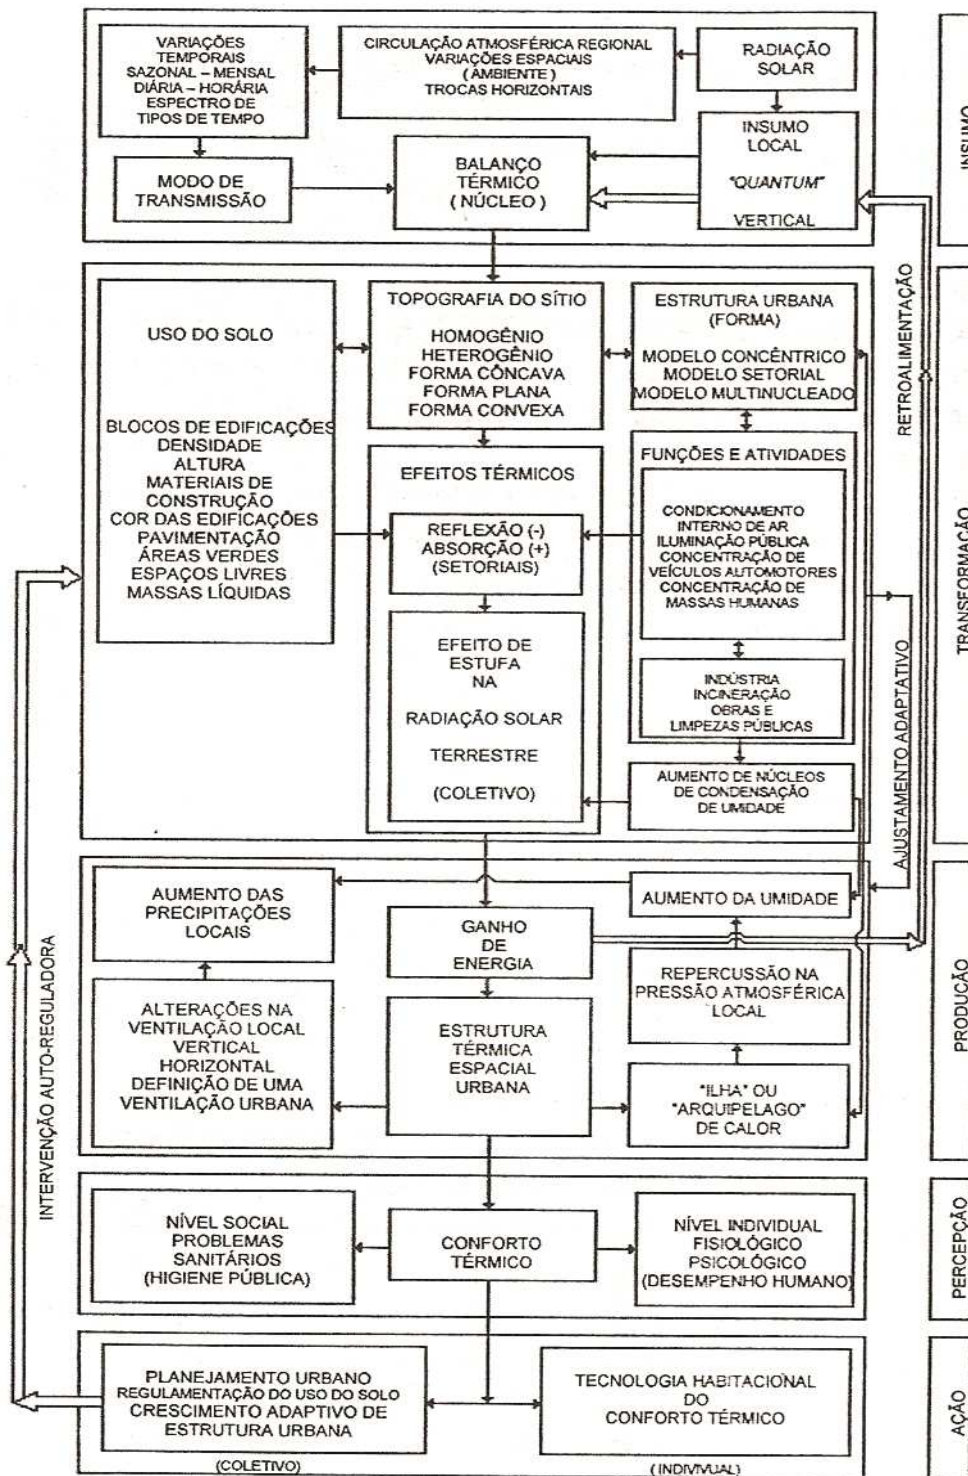 VARIAÇÕES
TEMPORAIS
SAZONAL – MENSAL
DIÁRIA – HORÁRIA
ESPECTRO DE
TIPOS DE TEMPO
CIRCULAÇÃO ATMOSFÉRICA REGIONAL
VARIAÇÕES ESPACIAIS
( AMBIENTE )
TROCAS HORIZONTAIS
RADIAÇÃO
SOLAR
MODO DE
TRANSMISSÃO
BALANÇO
TÉRMICO
( NÚCLEO )
INSUMO
LOCAL
"QUANTUM"
VERTICAL
INSUMO
USO DO SOLO
BLOCOS DE EDIFICAÇÕES
DENSIDADE
ALTURA
MATERIAIS DE
CONSTRUÇÃO
COR DAS EDIFICAÇÕES
PAVIMENTAÇÃO
ÁREAS VERDES
ESPAÇOS LIVRES
MASSAS LÍQUIDAS
TOPOGRAFIA DO SÍTIO
HOMOGÊNIO
HETEROGÊNIO
FORMA CÔNCAVA
FORMA PLANA
FORMA CONVEXA
ESTRUTURA URBANA
(FORMA)
MODELO CONCÊNTRICO
MODELO SETORIAL
MODELO MULTINUCLEADO
EFEITOS TÉRMICOS
REFLEXÃO (-)
ABSORÇÃO (+)
(SETORIAIS)
EFEITO DE
ESTUFA
NA
RADIAÇÃO SOLAR
TERRESTRE
(COLETIVO)
FUNÇÕES E ATIVIDADES
CONDICIONAMENTO
INTERNO DE AR
ILUMINAÇÃO PÚBLICA
CONCENTRAÇÃO DE
VEÍCULOS AUTOMOTORES
CONCENTRAÇÃO DE
MASSAS HUMANAS
INDÚSTRIA
INCINERAÇÃO
OBRAS E
LIMPEZAS PÚBLICAS
AUMENTO DE NÚCLEOS
DE CONDENSAÇÃO
DE UMIDADE
RETROALIMENTAÇÃO
AJUSTAMENTO ADAPTATIVO
TRANSFORMAÇÃO
AUMENTO DAS
PRECIPITAÇÕES
LOCAIS
ALTERAÇÕES NA
VENTILAÇÃO LOCAL
VERTICAL
HORIZONTAL
DEFINIÇÃO DE UMA
VENTILAÇÃO URBANA
GANHO
DE
ENERGIA
ESTRUTURA
TÉRMICA
ESPACIAL
URBANA
AUMENTO DA UMIDADE
REPERCUSSÃO NA
PRESSÃO ATMOSFÉRICA
LOCAL
"ILHA" OU
"ARQUIPELAGO"
DE CALOR
PRODUÇÃO
INTERVENÇÃO AUTO-REGULADORA
NÍVEL SOCIAL
PROBLEMAS
SANITÁRIOS
(HIGIENE PÚBLICA)
CONFORTO
TÉRMICO
NÍVEL INDIVIDUAL
FISIOLÓGICO
PSICOLÓGICO
(DESEMPENHO HUMANO)
PERCEPÇÃO
PLANEJAMENTO URBANO
REGULAMENTAÇÃO DO USO DO SOLO
CRESCIMENTO ADAPTIVO DE
ESTRUTURA URBANA
(COLETIVO)
TECNOLOGIA HABITACIONAL
DO
CONFORTO TÉRMICO
(INDIVIVUAL)
AÇÃO